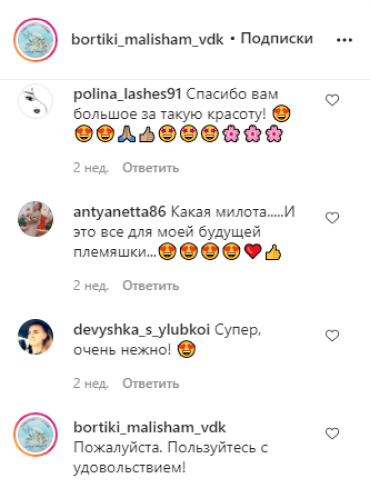 bortiki_malisham_vdk • Подписки •••
polina_lashes91 Спасибо вам
большое за такую красоту! 😍
😍😍🙏🏽👍🏽🤩🤩🤩🌸🌸🌸
2 нед. Ответить
antyanetta86 Какая милота.....И
это все для моей будущей
племяшки...😍😍😍😍❤️👍
2 нед. Ответить
devyshka_s_ylubkoi Супер,
очень нежно! 😍
2 нед. Ответить
bortiki_malisham_vdk
Пожалуйста. Пользуйтесь с
удовольствием!